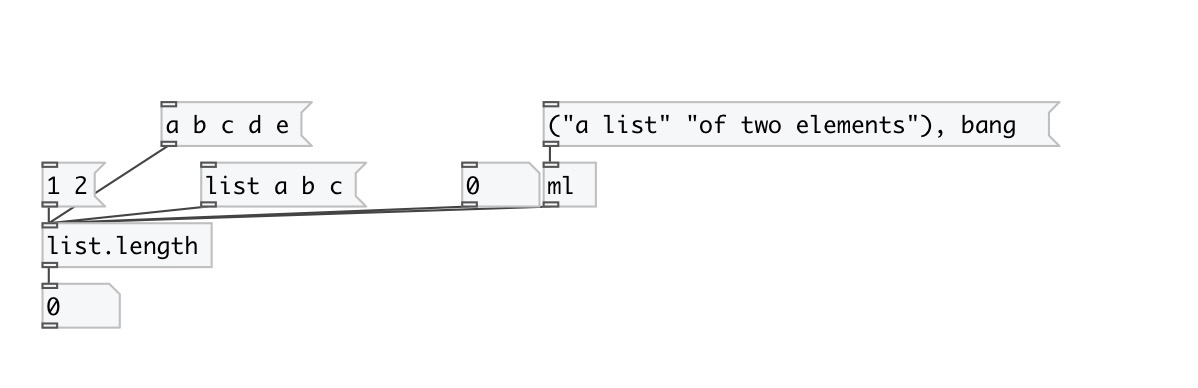 a b c d e
("a list" "of two elements"), bang
1 2
list a b c
0
ml
list.length
0